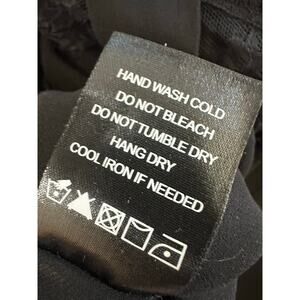 HAND WASH COLD
DO NOT BLEACH
DO NOT TUMBLE DRY
HANG DRY
COOL IRON IF NEEDED